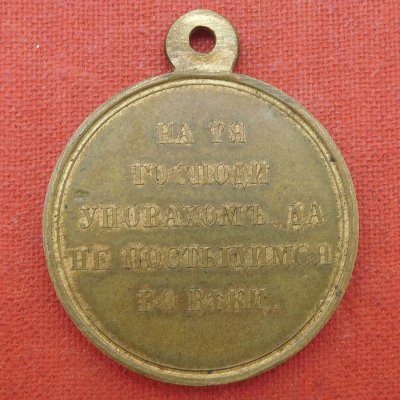 НА ТЯ
ГОСПОДИ
УПОВАХОМЪ, ДА
НЕ ПОСТЫДИМСЯ
ВО ВѢКИ.